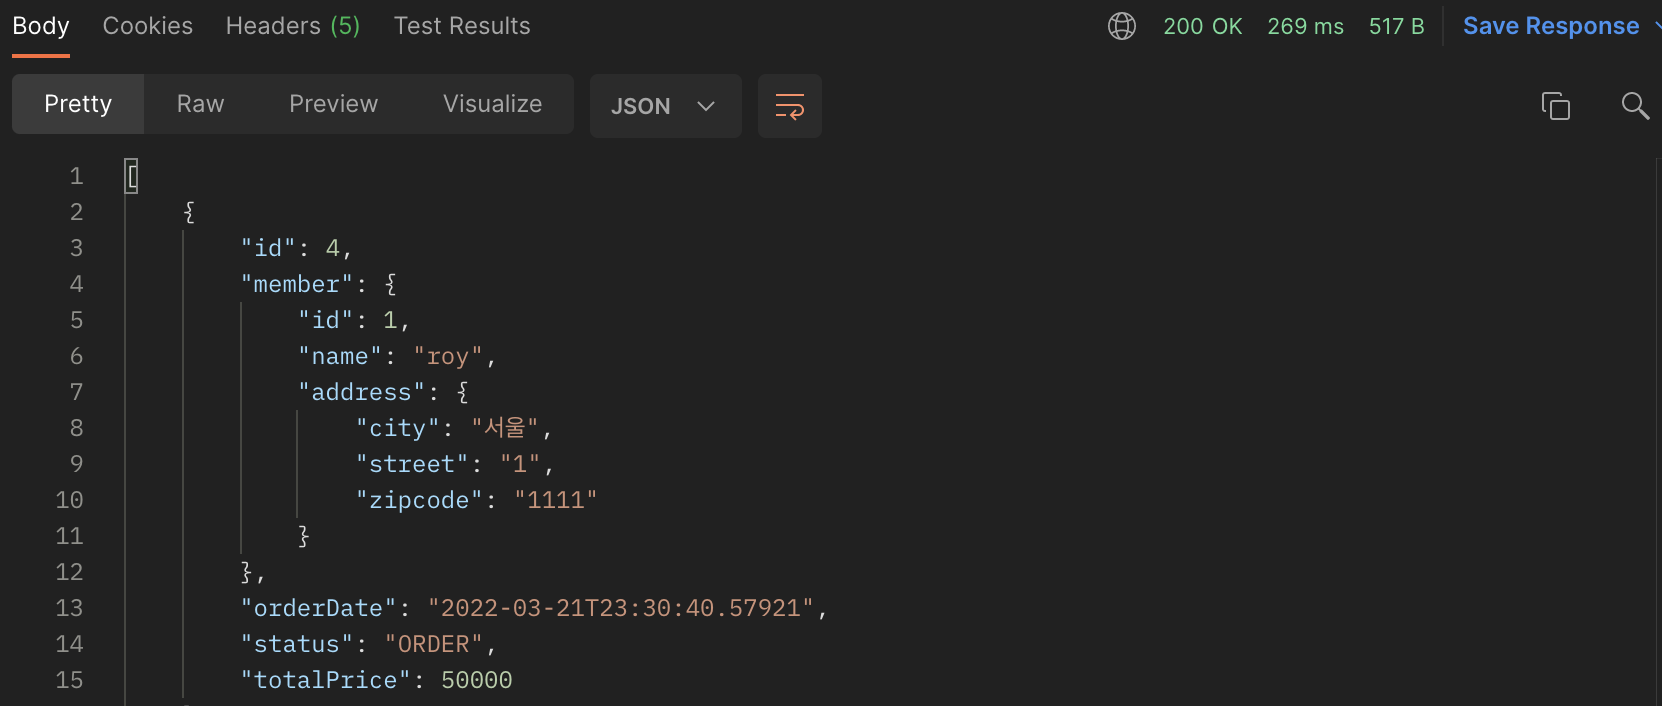 Body Cookies Headers (5) Test Results 200 OK 269 ms 517 B Save Response
Pretty Raw Preview Visualize JSON
1 [
2 {
3 "id": 4,
4 "member": {
5 "id": 1,
6 "name": "roy",
7 "address": {
8 "city": "서울",
9 "street": "1",
10 "zipcode": "1111"
11 }
12 },
13 "orderDate": "2022-03-21T23:30:40.57921",
14 "status": "ORDER",
15 "totalPrice": 50000